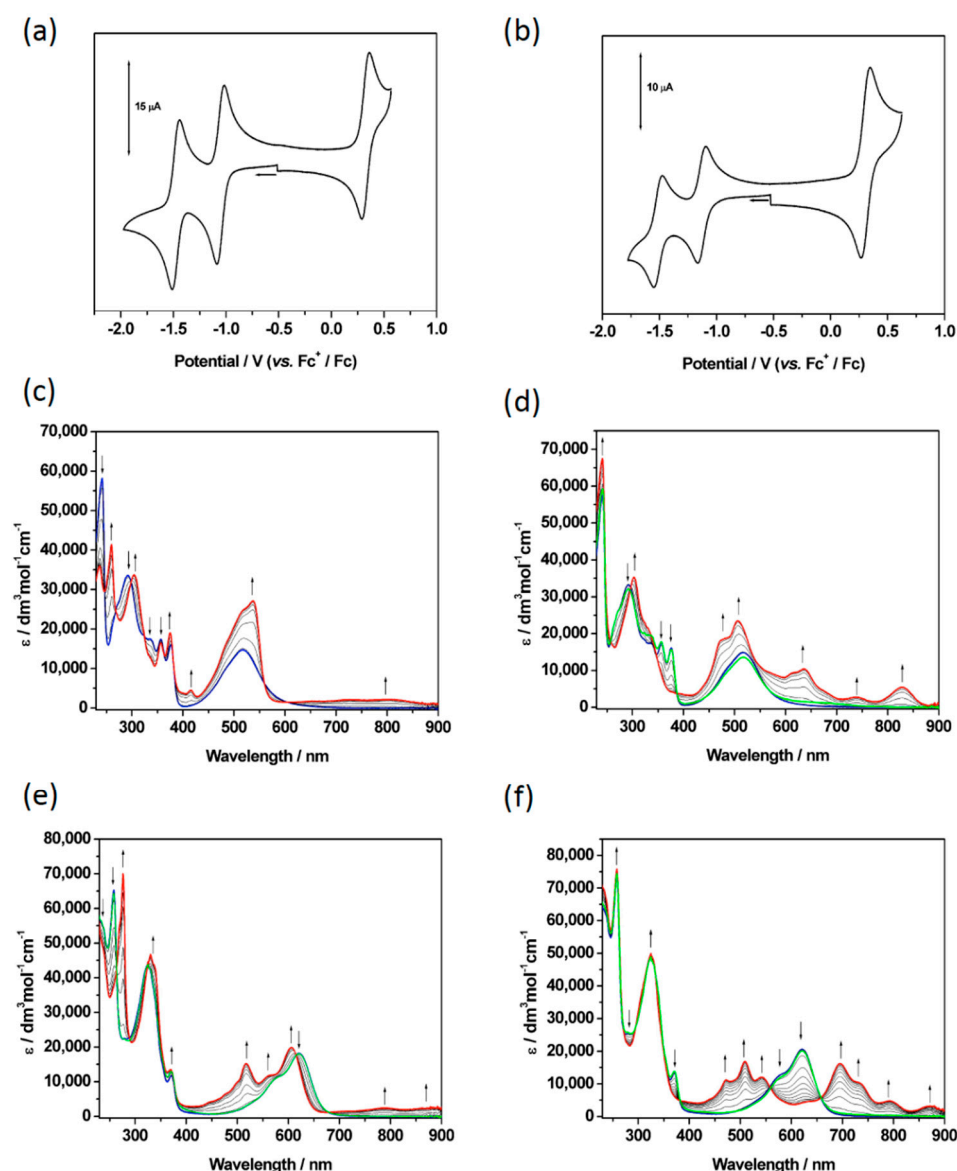 (a)
(b)
15 µA
10 µA
-2.0 -1.5 -1.0 -0.5 0.0 0.5 1.0
-2.0 -1.5 -1.0 -0.5 0.0 0.5 1.0
Potential / V (vs. Fc⁺ / Fc)
Potential / V (vs. Fc⁺ / Fc)
(c)
(d)
70,000
60,000
50,000
40,000
30,000
20,000
10,000
0
ε / dm³mol⁻¹cm⁻¹
300 400 500 600 700 800 900
Wavelength / nm
70,000
60,000
50,000
40,000
30,000
20,000
10,000
0
ε / dm³mol⁻¹cm⁻¹
300 400 500 600 700 800 900
Wavelength / nm
(e)
(f)
80,000
70,000
60,000
50,000
40,000
30,000
20,000
10,000
0
ε / dm³mol⁻¹cm⁻¹
300 400 500 600 700 800 900
Wavelength / nm
80,000
70,000
60,000
50,000
40,000
30,000
20,000
10,000
0
ε / dm³mol⁻¹cm⁻¹
300 400 500 600 700 800 900
Wavelength / nm